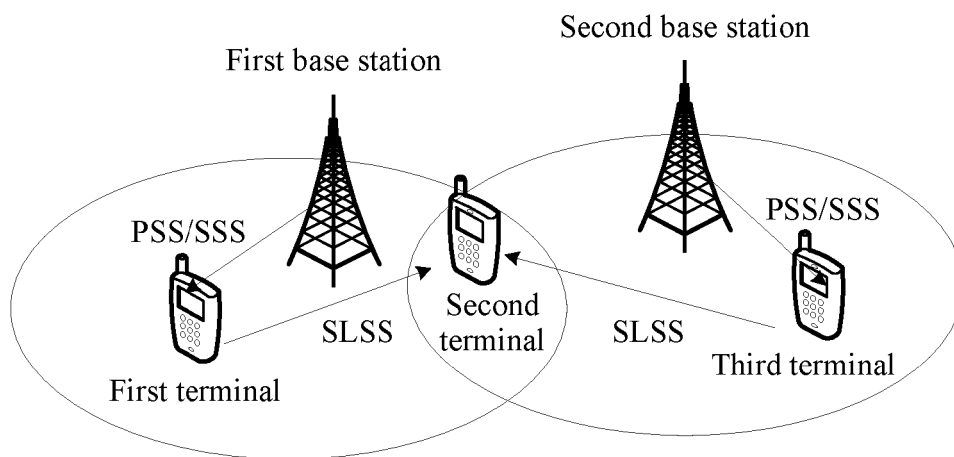 Second base station
First base station
PSS/SSS
PSS/SSS
Second
terminal
SLSS
SLSS
Third terminal
First terminal